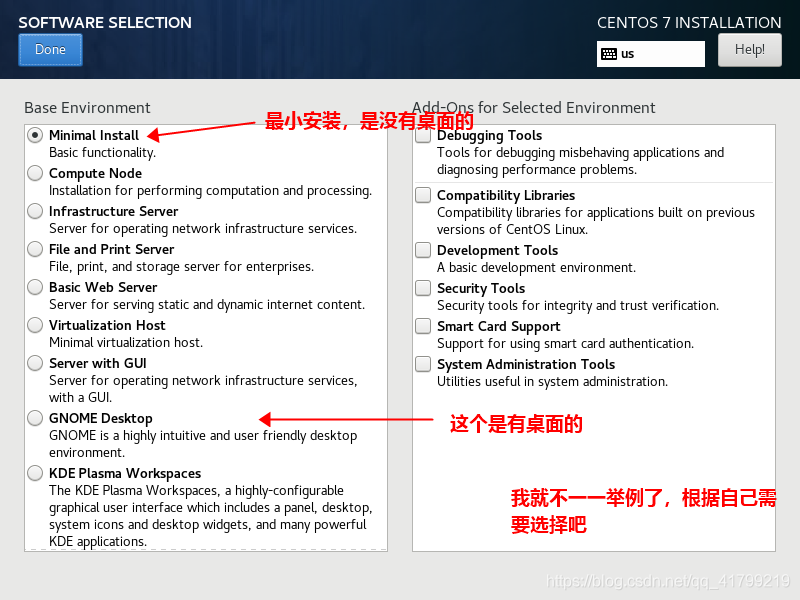 SOFTWARE SELECTION
Done
CENTOS 7 INSTALLATION
us
Help!
Base Environment
最小安装，是没有桌面的
Minimal Install
Basic functionality.
Compute Node
Installation for performing computation and processing.
Infrastructure Server
Server for operating network infrastructure services.
File and Print Server
File, print, and storage server for enterprises.
Basic Web Server
Server for serving static and dynamic internet content.
Virtualization Host
Minimal virtualization host.
Server with GUI
Server for operating network infrastructure services,
with a GUI.
GNOME Desktop
GNOME is a highly intuitive and user friendly desktop
environment.
KDE Plasma Workspaces
The KDE Plasma Workspaces, a highly-configurable
graphical user interface which includes a panel, desktop,
system icons and desktop widgets, and many powerful
KDE applications.
Add-Ons for Selected Environment
Debugging Tools
Tools for debugging misbehaving applications and
diagnosing performance problems.
Compatibility Libraries
Compatibility libraries for applications built on previous
versions of CentOS Linux.
Development Tools
A basic development environment.
Security Tools
Security tools for integrity and trust verification.
Smart Card Support
Support for using smart card authentication.
System Administration Tools
Utilities useful in system administration.
这个是有桌面的
我就不一一举例了，根据自己需
要选择吧
https://blog.csdn.net/qq_41799219